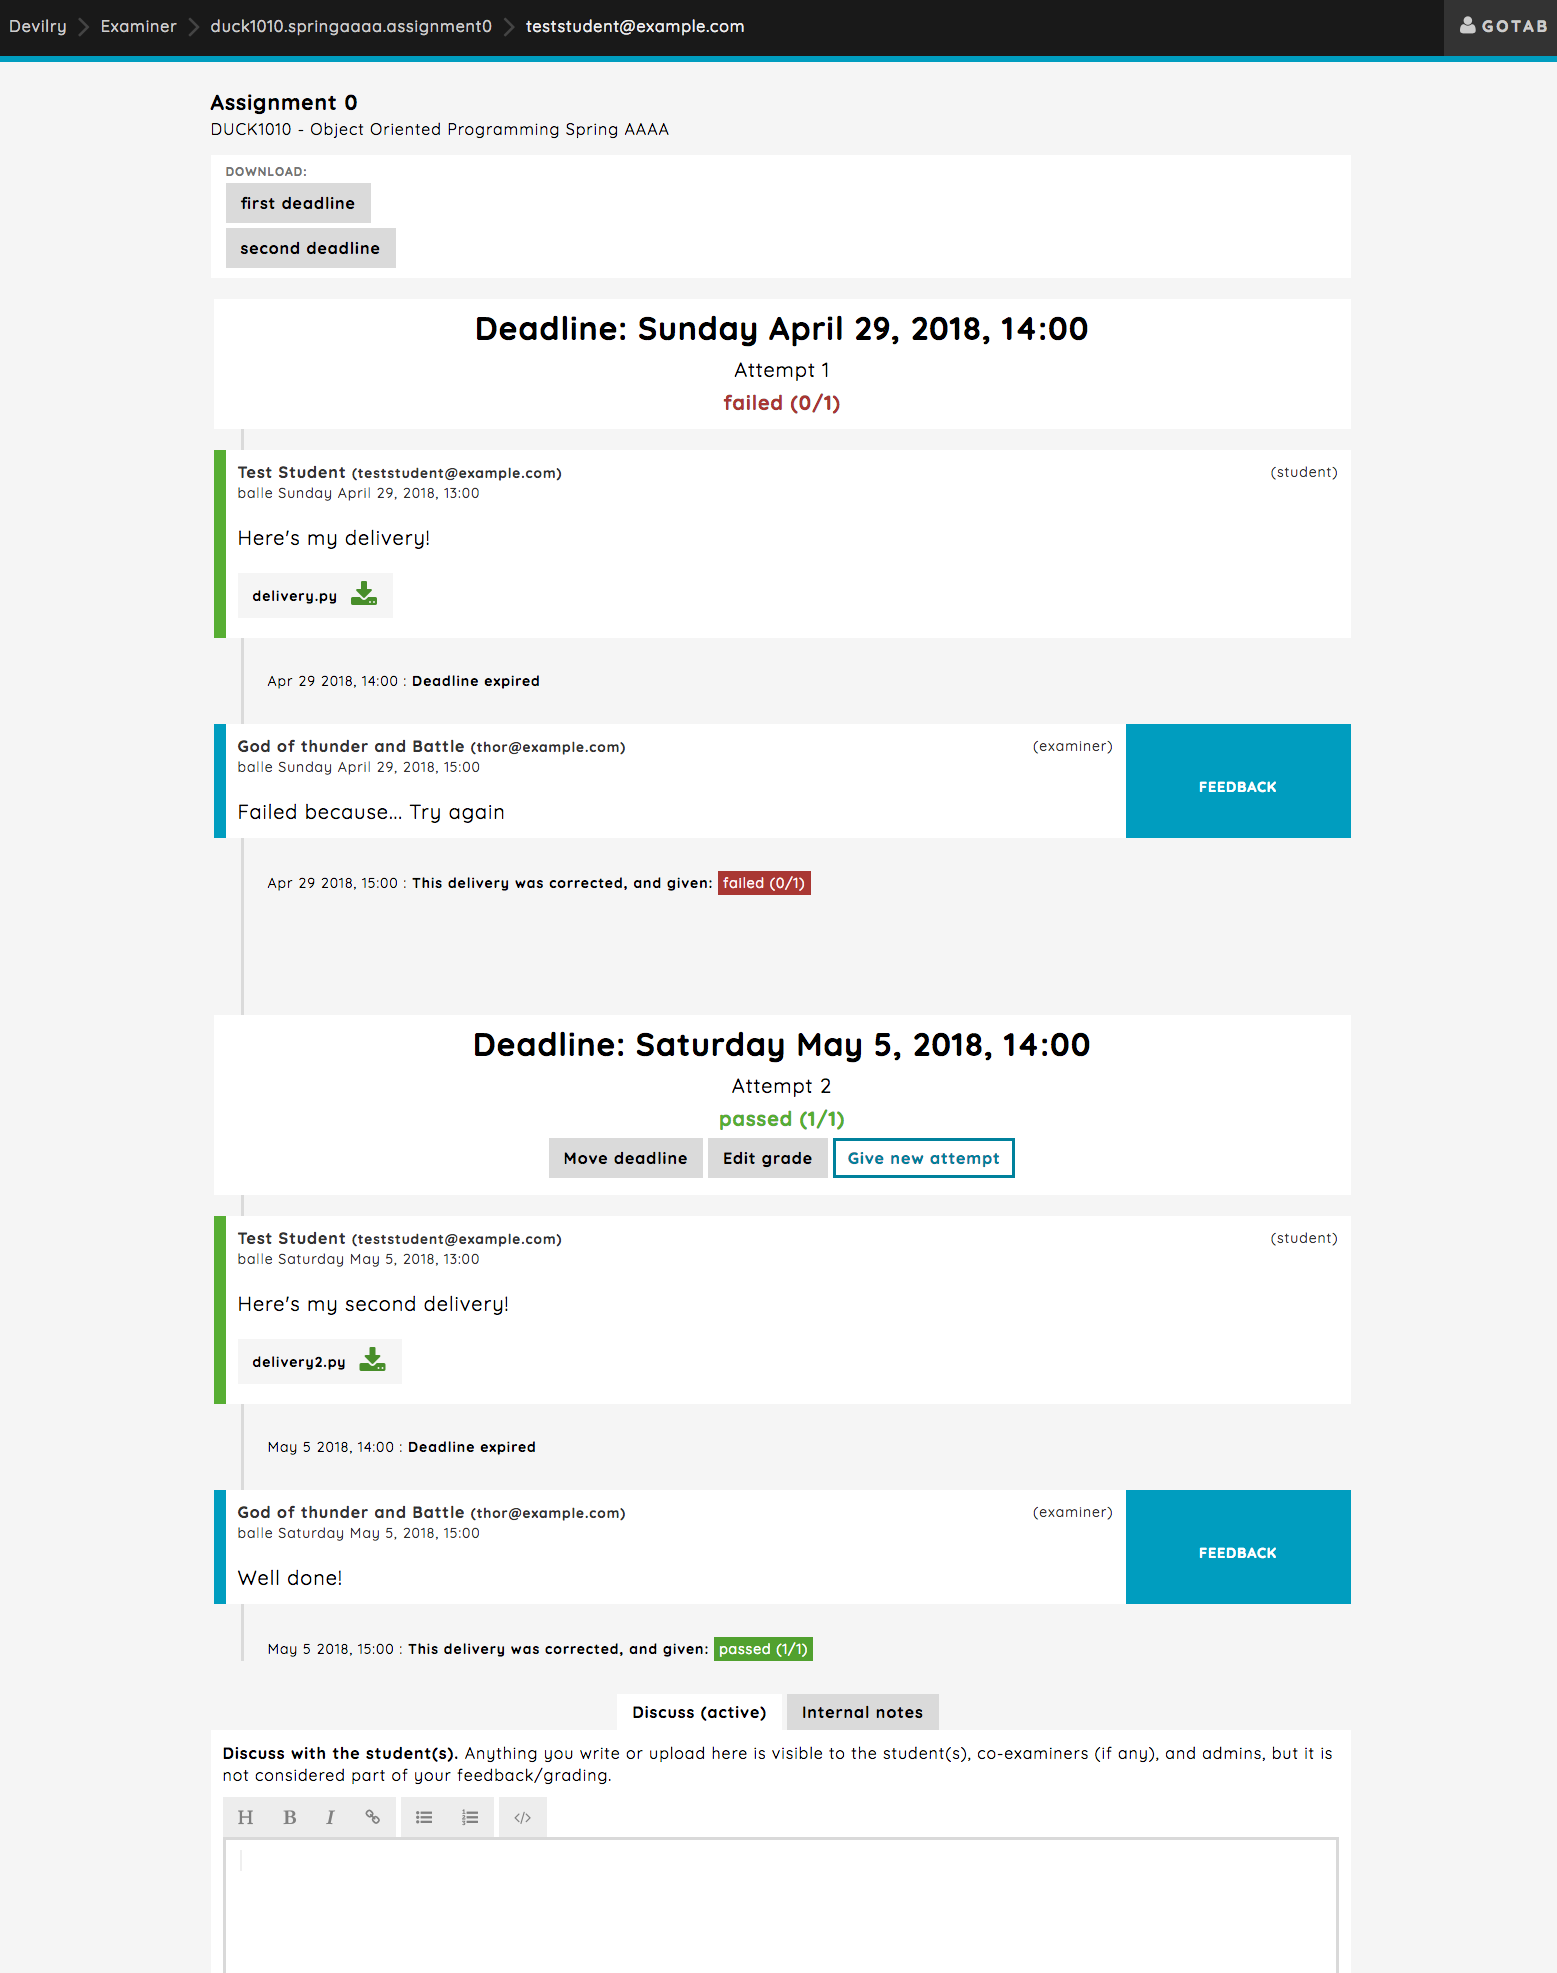 Devilry Examiner duck1010.springaaaa.assignment0 teststudent@example.com GOTAB
Assignment 0
DUCK1010 - Object Oriented Programming Spring AAAA
DOWNLOAD:
first deadline
second deadline
Deadline: Sunday April 29, 2018, 14:00
Attempt 1
failed (0/1)
Test Student (teststudent@example.com) (student)
balle Sunday April 29, 2018, 13:00
Here's my delivery!
delivery.py
Apr 29 2018, 14:00 : Deadline expired
God of thunder and Battle (thor@example.com) (examiner)
balle Sunday April 29, 2018, 15:00
FEEDBACK
Failed because... Try again
Apr 29 2018, 15:00 : This delivery was corrected, and given: failed (0/1)
Deadline: Saturday May 5, 2018, 14:00
Attempt 2
passed (1/1)
Move deadline Edit grade Give new attempt
Test Student (teststudent@example.com) (student)
balle Saturday May 5, 2018, 13:00
Here's my second delivery!
delivery2.py
May 5 2018, 14:00 : Deadline expired
God of thunder and Battle (thor@example.com) (examiner)
balle Saturday May 5, 2018, 15:00
FEEDBACK
Well done!
May 5 2018, 15:00 : This delivery was corrected, and given: passed (1/1)
Discuss (active) Internal notes
Discuss with the student(s). Anything you write or upload here is visible to the student(s), co-examiners (if any), and admins, but it is
not considered part of your feedback/grading.
H B I </>